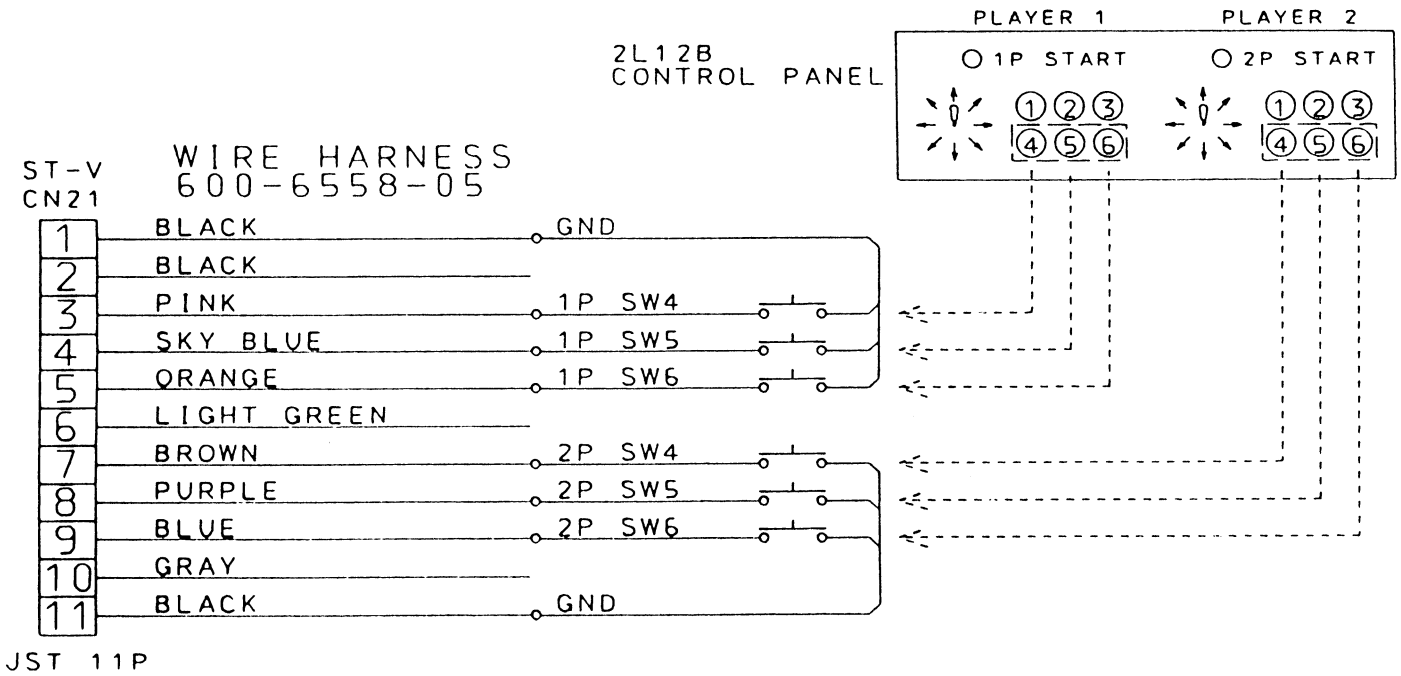 PLAYER 1 PLAYER 2
2L12B
CONTROL PANEL
1P START 2P START
1 2 3 1 2 3
4 5 6 4 5 6
ST-V
CN21
WIRE HARNESS
600-6558-05
1 BLACK GND
2 BLACK
3 PINK 1P SW4
4 SKY BLUE 1P SW5
5 ORANGE 1P SW6
6 LIGHT GREEN
7 BROWN 2P SW4
8 PURPLE 2P SW5
9 BLUE 2P SW6
10 GRAY
11 BLACK GND
JST 11P